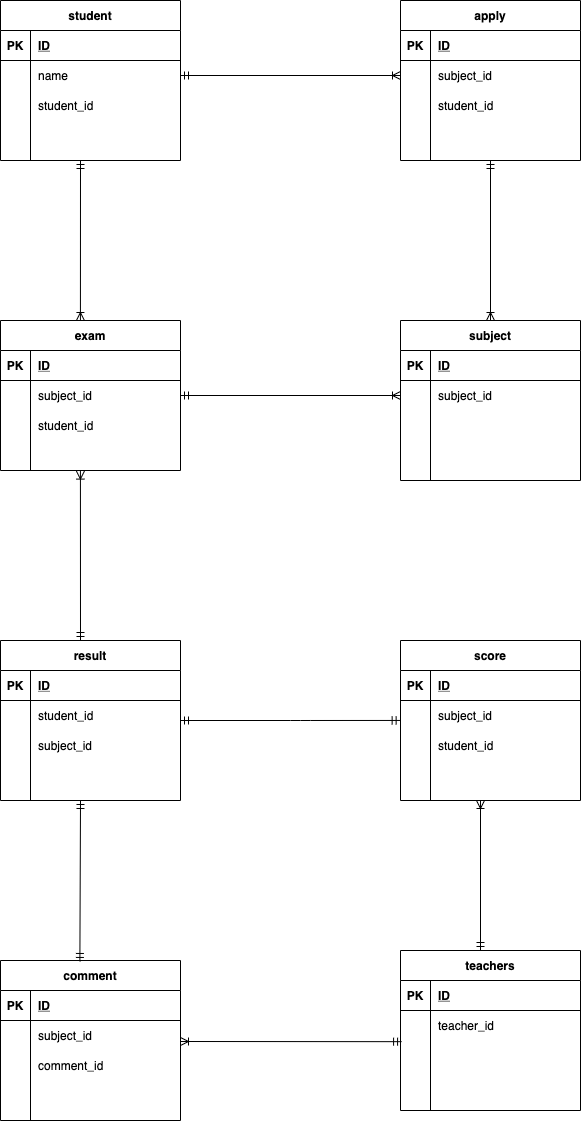 student
PK ID
name
student_id
apply
PK ID
subject_id
student_id
exam
PK ID
subject_id
student_id
subject
PK ID
subject_id
result
PK ID
student_id
subject_id
score
PK ID
subject_id
student_id
comment
PK ID
subject_id
comment_id
teachers
PK ID
teacher_id